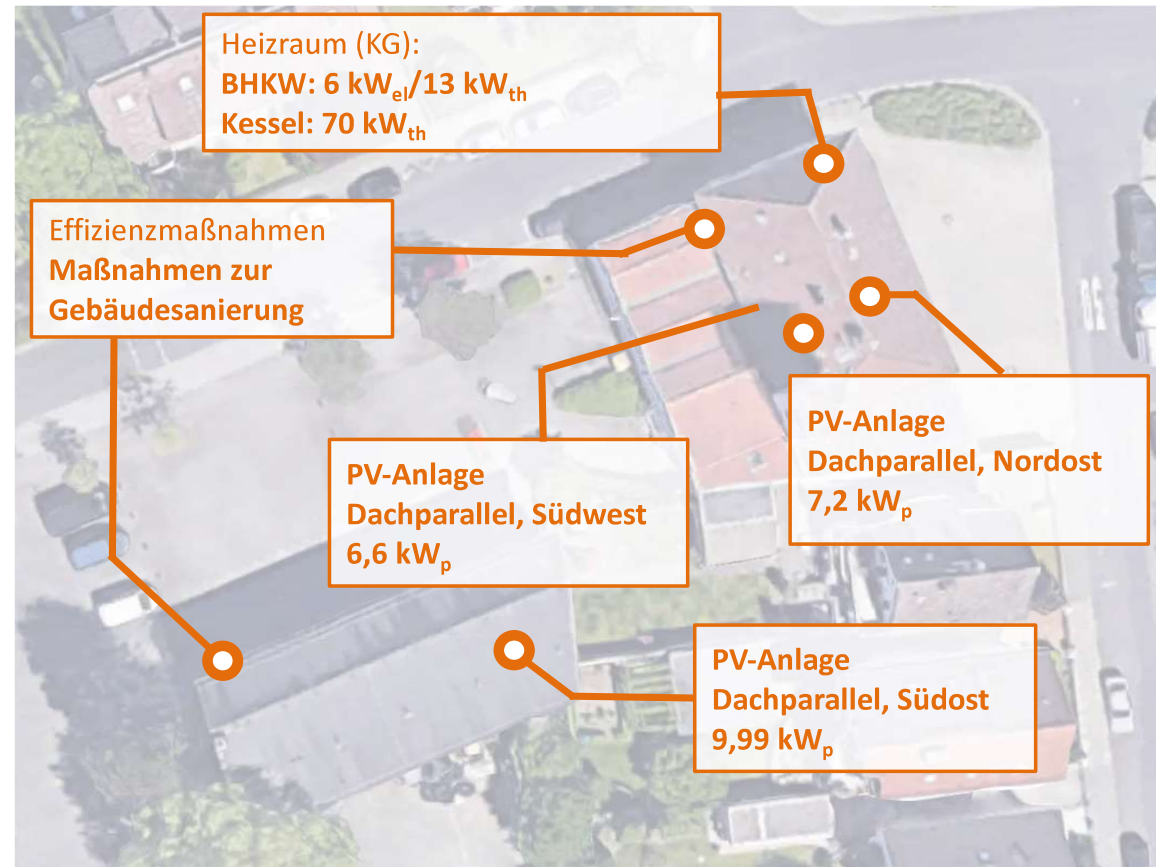 Heizraum (KG):
BHKW: 6 kWel/13 kWth
Kessel: 70 kWth
Effizienzmaßnahmen
Maßnahmen zur
Gebäudesanierung
PV-Anlage
Dachparallel, Südwest
6,6 kWp
PV-Anlage
Dachparallel, Nordost
7,2 kWp
PV-Anlage
Dachparallel, Südost
9,99 kWp